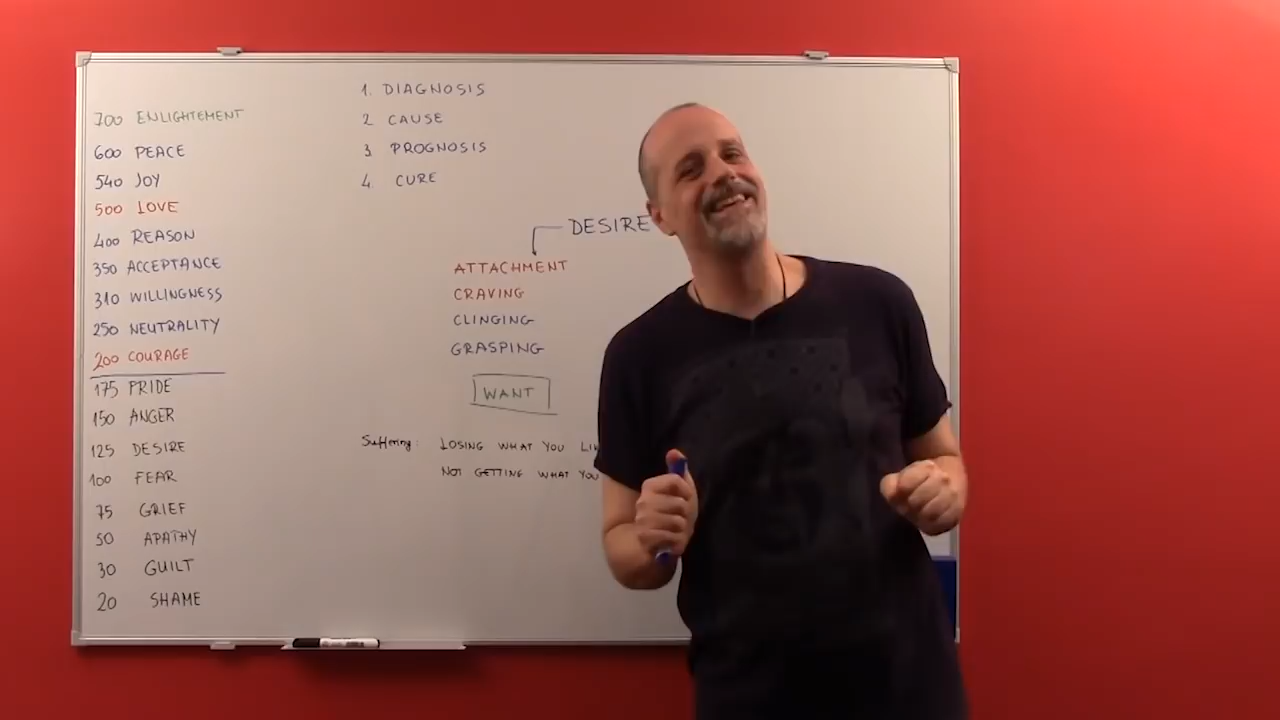 700 ENLIGHTEMENT
600 PEACE
540 JOY
500 LOVE
400 REASON
350 ACCEPTANCE
310 WILLINGNESS
250 NEUTRALITY
200 COURAGE
175 PRIDE
150 ANGER
125 DESIRE
100 FEAR
75 GRIEF
50 APATHY
30 GUILT
20 SHAME
1. DIAGNOSIS
2 CAUSE
3 PROGNOSIS
4. CURE
DESIRE
ATTACHMENT
CRAVING
CLINGING
GRASPING
WANT
Suffering: LOSING WHAT YOU LI
NOT GETTING WHAT YOU